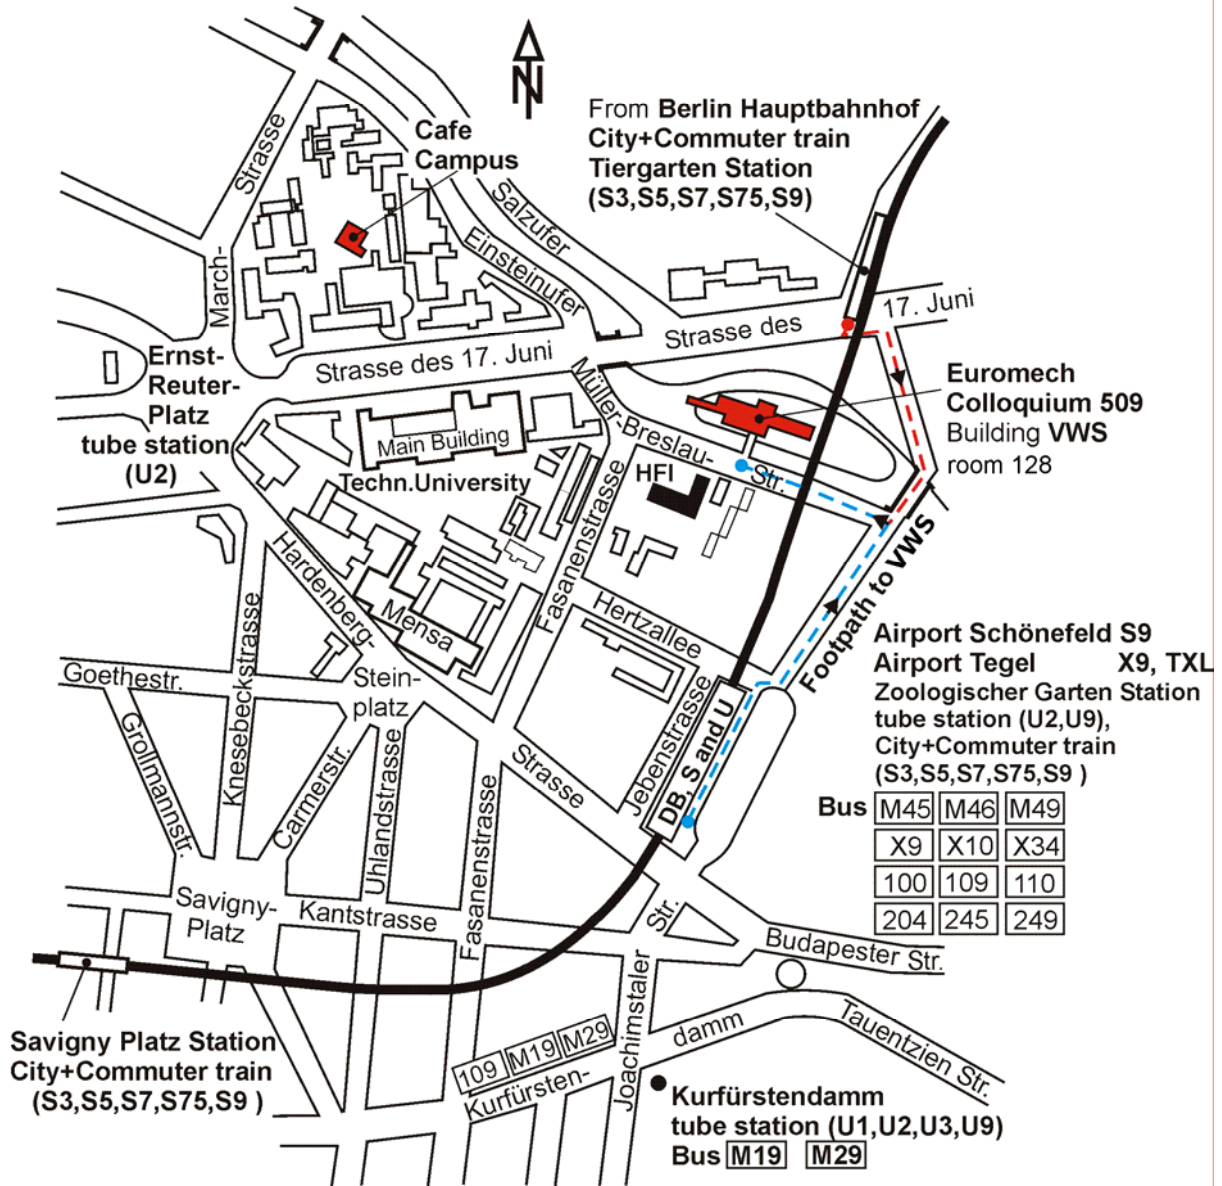 N
From Berlin Hauptbahnhof
City+Commuter train
Tiergarten Station
(S3,S5,S7,S75,S9)
Cafe
Campus
Strasse
March-
Salzufer
Einsteinufer
Strasse des 17. Juni
Strasse des
17. Juni
Ernst-
Reuter-
Platz
tube station
(U2)
Main Building
Techn.University
Müller-Breslau-
Str.
HFI
Euromech
Colloquium 509
Building VWS
room 128
Fasanenstrasse
Hardenberg-
Mensa
Hertzallee
Footpath to VWS
Airport Schönefeld S9
Airport Tegel X9, TXL
Zoologischer Garten Station
tube station (U2,U9),
City+Commuter train
(S3,S5,S7,S75,S9 )
Bus M45 M46 M49
X9 X10 X34
100 109 110
204 245 249
Goethestr.
Knesebeckstrasse
Grollmannstr.
Carmerstr.
Stein-
platz
Uhlandstrasse
Fasanenstrasse
Strasse
Jebenstrasse
DB, S and U
Savigny-
Platz
Kantstrasse
Str.
Joachimstaler
Budapester Str.
Savigny Platz Station
City+Commuter train
(S3,S5,S7,S75,S9 )
109 M19 M29
Kurfürsten-
damm
Tauentzien Str.
Kurfürstendamm
tube station (U1,U2,U3,U9)
Bus M19 M29